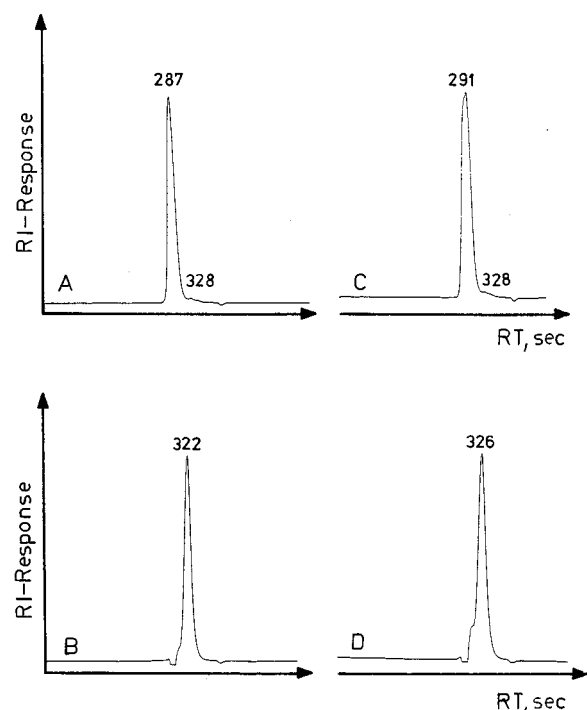 287
291
RI-Response
A
328
C
328
RT, sec
322
326
RI-Response
B
D
RT, sec